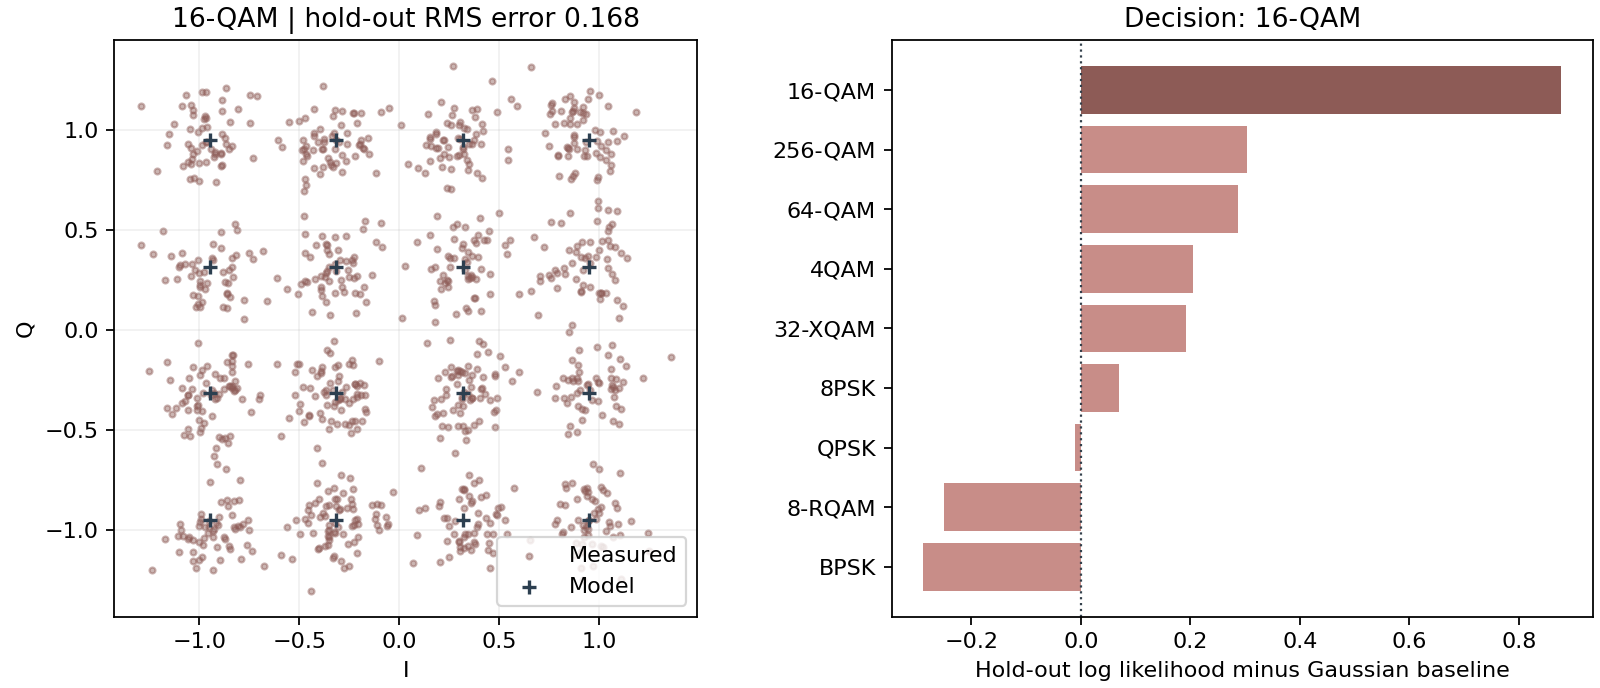 16-QAM | hold-out RMS error 0.168
1.0
0.5
0.0
−0.5
−1.0
Q
−1.0
−0.5
0.0
0.5
1.0
I
Measured
Model
Decision: 16-QAM
16-QAM
256-QAM
64-QAM
4QAM
32-XQAM
8PSK
QPSK
8-RQAM
BPSK
−0.2
0.0
0.2
0.4
0.6
0.8
Hold-out log likelihood minus Gaussian baseline